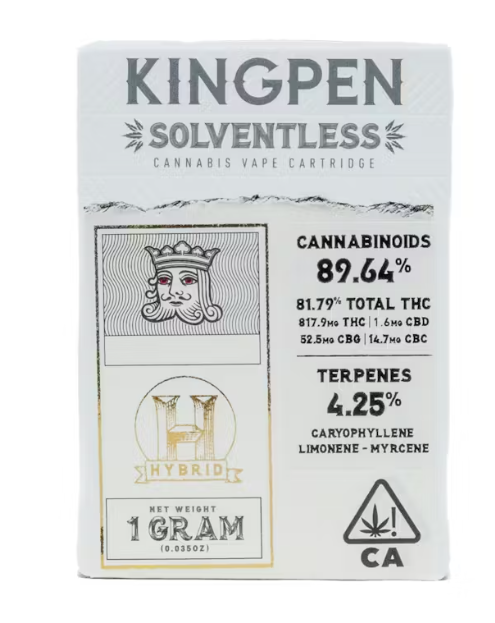 KINGPEN
SOLVENTLESS
CANNABIS VAPE CARTRIDGE
CANNABINOIDS
89.64%
81.79% TOTAL THC
817.9MG THC | 1.6MG CBD
52.5MG CBG | 14.7MG CBC
TERPENES
4.25%
CARYOPHYLLENE
LIMONENE - MYRCENE
H
HYBRID
NET WEIGHT
1 GRAM
(0.035OZ)
!
CA